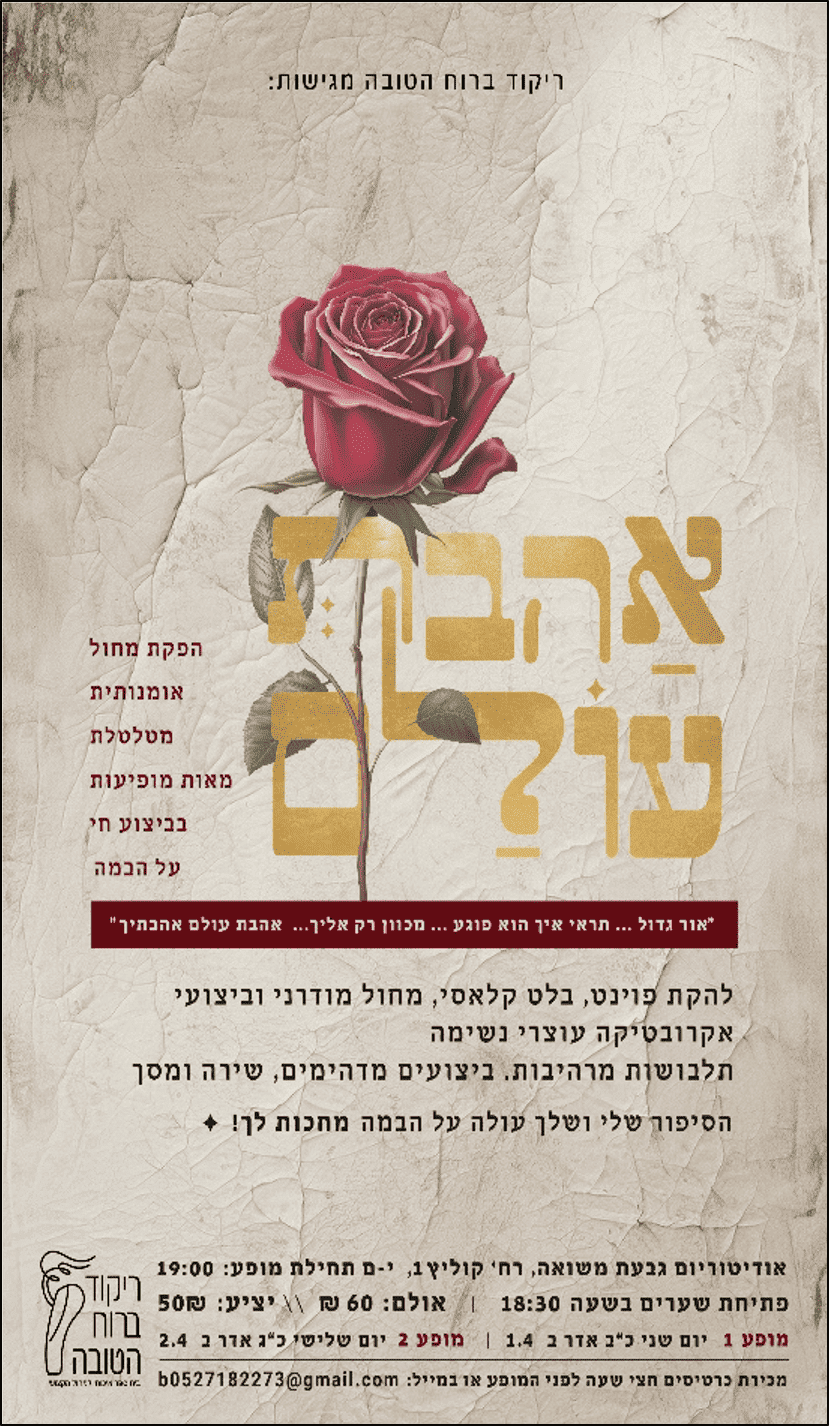 ריקוד ברוח הטובה מגישות:
אַהבתֶ
עוֹלַם
הפקת מחול
אומנותית
מטלטלת
מאות מופיעות
בביצוע חי
על הבמה
"אור גדול ... תראי איך הוא פוגע ... מכוון רק אליך... אהבת עולם אהבתיך"
להקת פוינט, בלט קלאסי, מחול מודרני וביצועי
אקרובטיקה עוצרי נשימה
תלבושות מרהיבות. ביצועים מדהימים, שירה ומסך
הסיפור שלי ושלך עולה על הבמה מחכות לך!
אודיטוריום גבעת משואה, רח' קוליץ 1, י-ם תחילת מופע: 19:00
פתיחת שערים בשעה 18:30 | אולם: 60 ₪ \\ יציע: 50₪
מופע 1 יום שני כ"ב אדר ב 1.4 | מופע 2 יום שלישי כ"ג אדר ב 2.4
מכירת כרטיסים חצי שעה לפני המופע או במייל: b0527182273@gmail.com
ריקוד
ברוח
הטובה